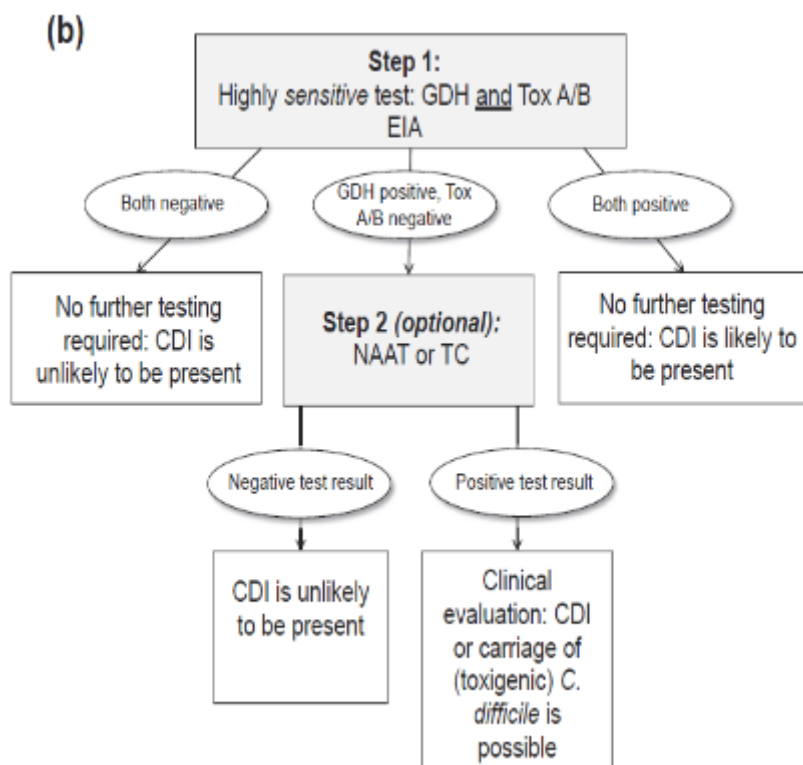 (b)
Step 1:
Highly sensitive test: GDH and Tox A/B
EIA
Both negative
GDH positive, Tox
A/B negative
Both positive
No further testing
required: CDI is
unlikely to be present
Step 2 (optional):
NAAT or TC
No further testing
required: CDI is likely to
be present
Negative test result
Positive test result
CDI is unlikely
to be present
Clinical
evaluation: CDI
or carriage of
(toxigenic) C.
difficile is
possible